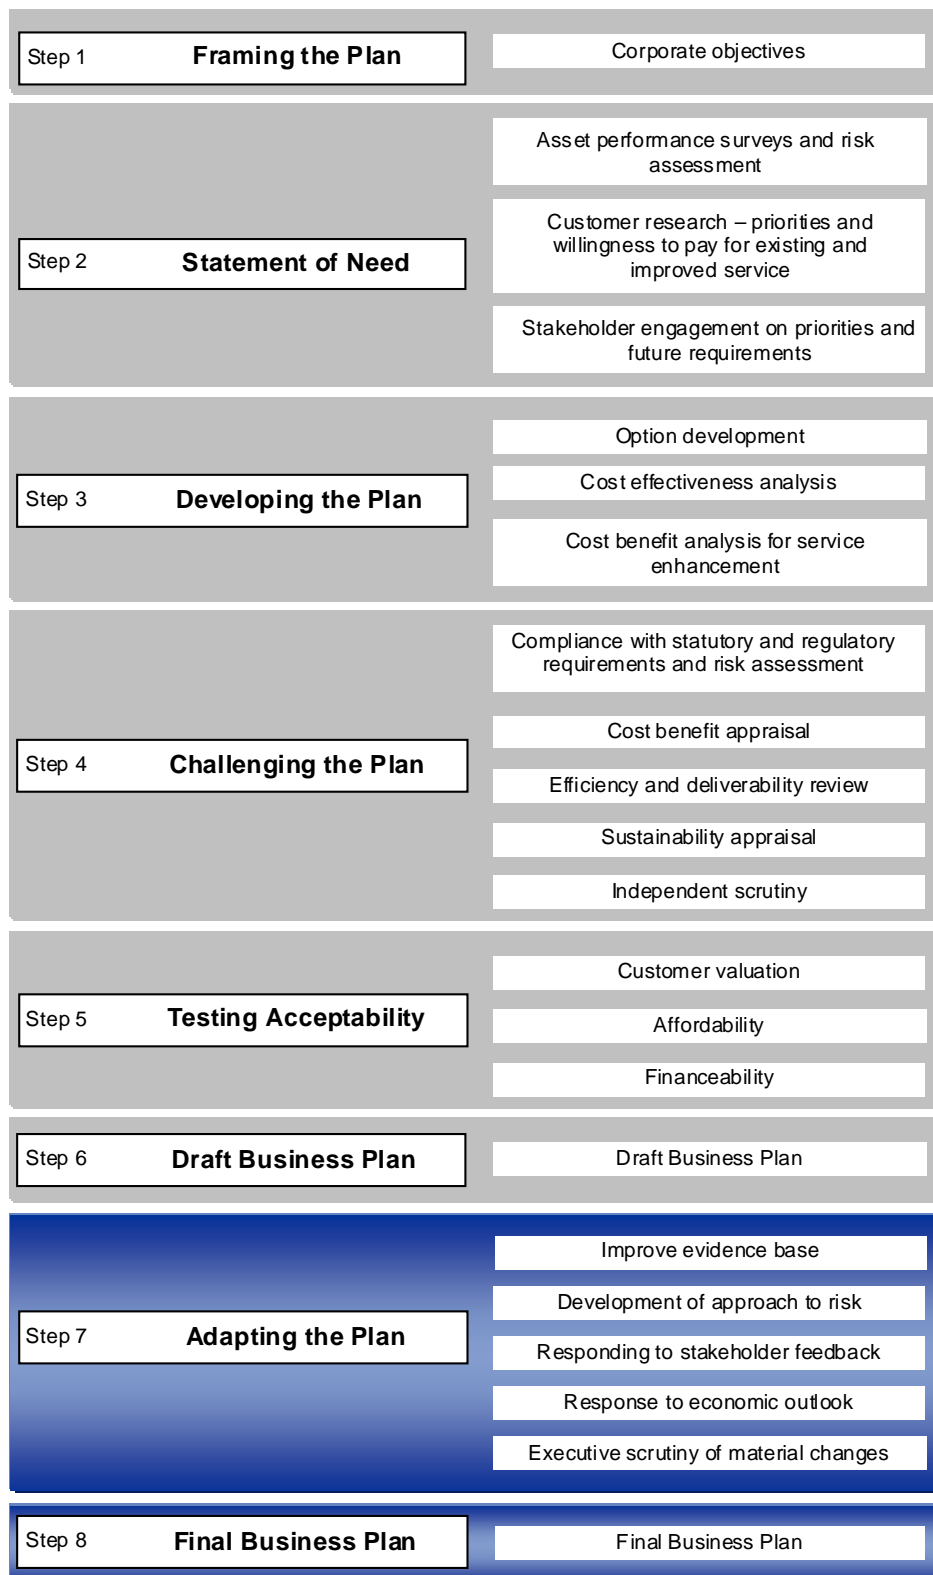 Step 1 Framing the Plan
Corporate objectives
Step 2 Statement of Need
Asset performance surveys and risk
assessment
Customer research – priorities and
willingness to pay for existing and
improved service
Stakeholder engagement on priorities and
future requirements
Step 3 Developing the Plan
Option development
Cost effectiveness analysis
Cost benefit analysis for service
enhancement
Step 4 Challenging the Plan
Compliance with statutory and regulatory
requirements and risk assessment
Cost benefit appraisal
Efficiency and deliverability review
Sustainability appraisal
Independent scrutiny
Step 5 Testing Acceptability
Customer valuation
Affordability
Financeability
Step 6 Draft Business Plan
Draft Business Plan
Step 7 Adapting the Plan
Improve evidence base
Development of approach to risk
Responding to stakeholder feedback
Response to economic outlook
Executive scrutiny of material changes
Step 8 Final Business Plan
Final Business Plan